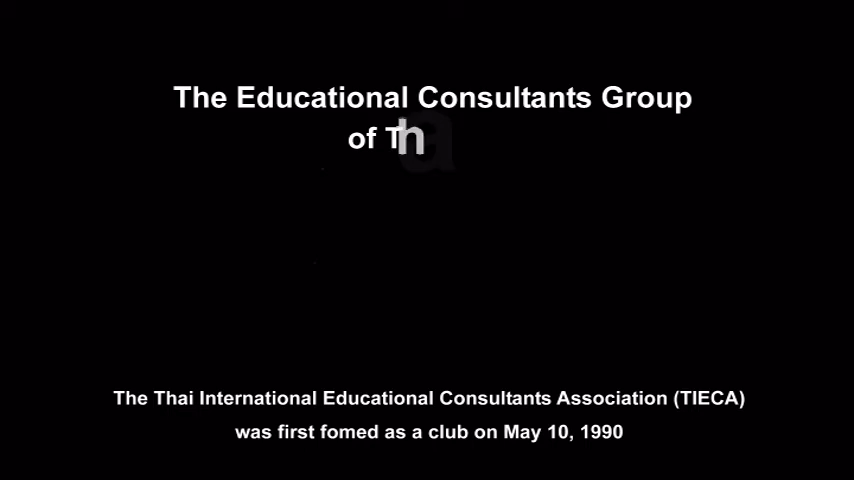 The Educational Consultants Group
of Tha
The Thai International Educational Consultants Association (TIECA)
was first fomed as a club on May 10, 1990